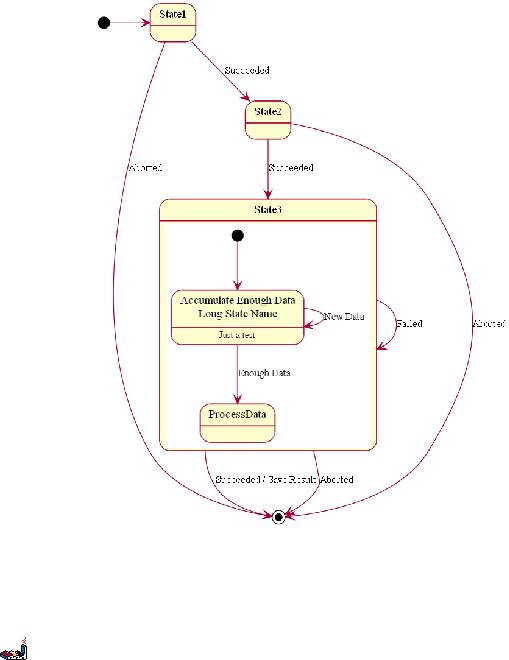 State1
Succeeded
State2
Aborted
Succeeded
State3
Accumulate Enough Data
Long State Name
Just a test
New Data
Failed
Aborted
Enough Data
ProcessData
Succeeded / Save Result
Aborted